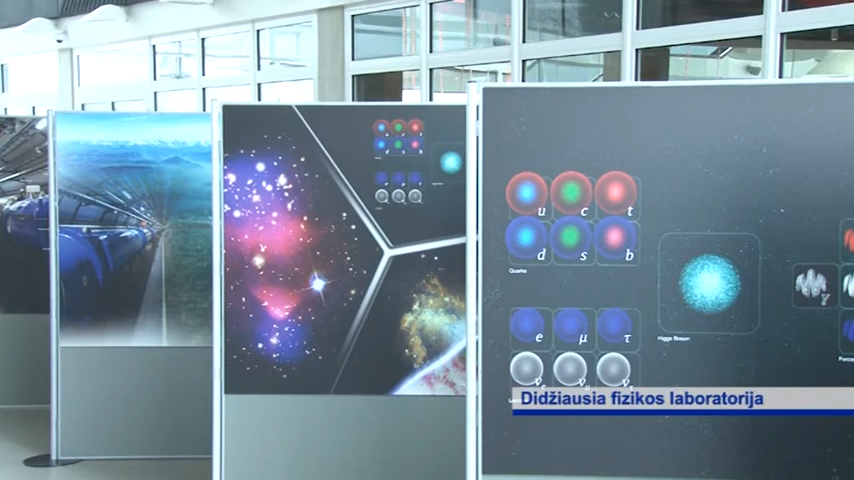 u c t
d s b
Quarks
Higgs Boson
γ
e μ τ
ν ν ν
Didžiausia fizikos laboratorija